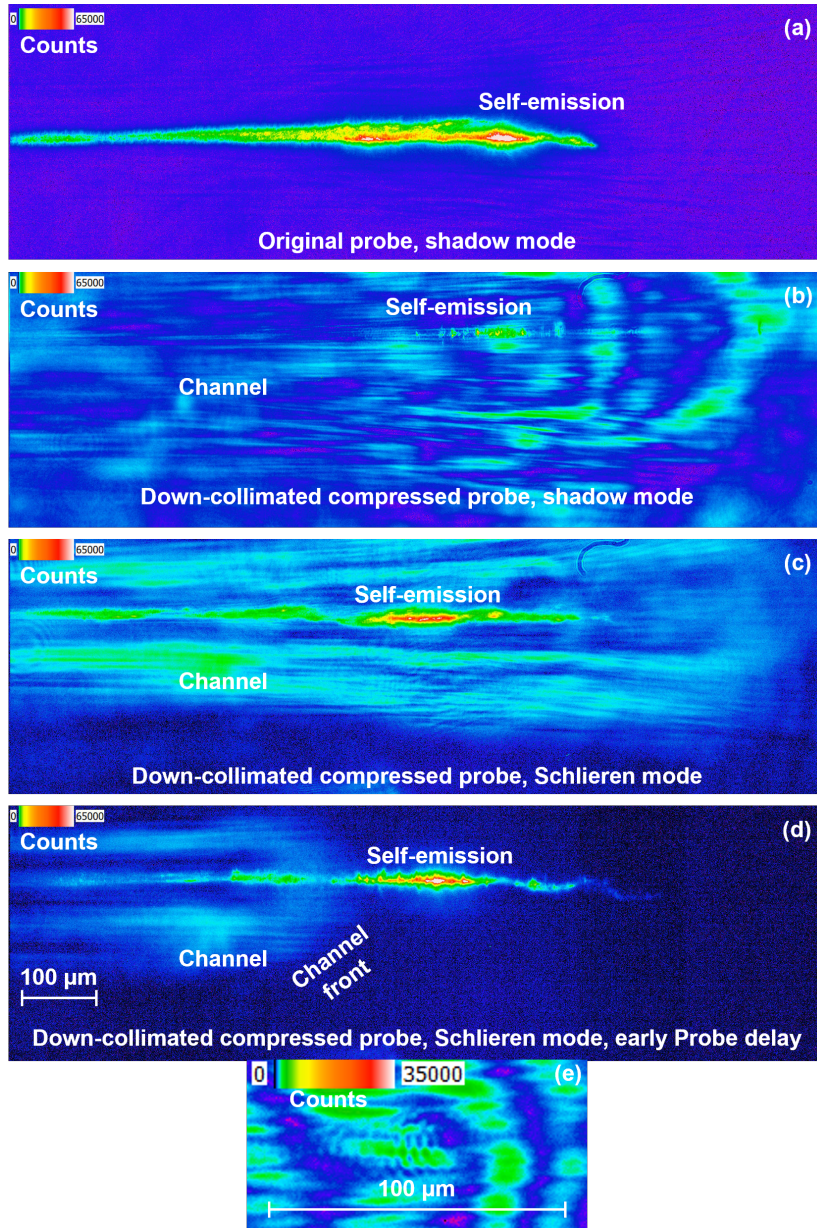 0 65000
Counts
(a)
Self-emission
Original probe, shadow mode
0 65000
Counts
(b)
Self-emission
Channel
Down-collimated compressed probe, shadow mode
0 65000
Counts
(c)
Self-emission
Channel
Down-collimated compressed probe, Schlieren mode
0 65000
Counts
(d)
Self-emission
Channel
Channel
front
100 µm
Down-collimated compressed probe, Schlieren mode, early Probe delay
0 35000
(e)
Counts
100 µm